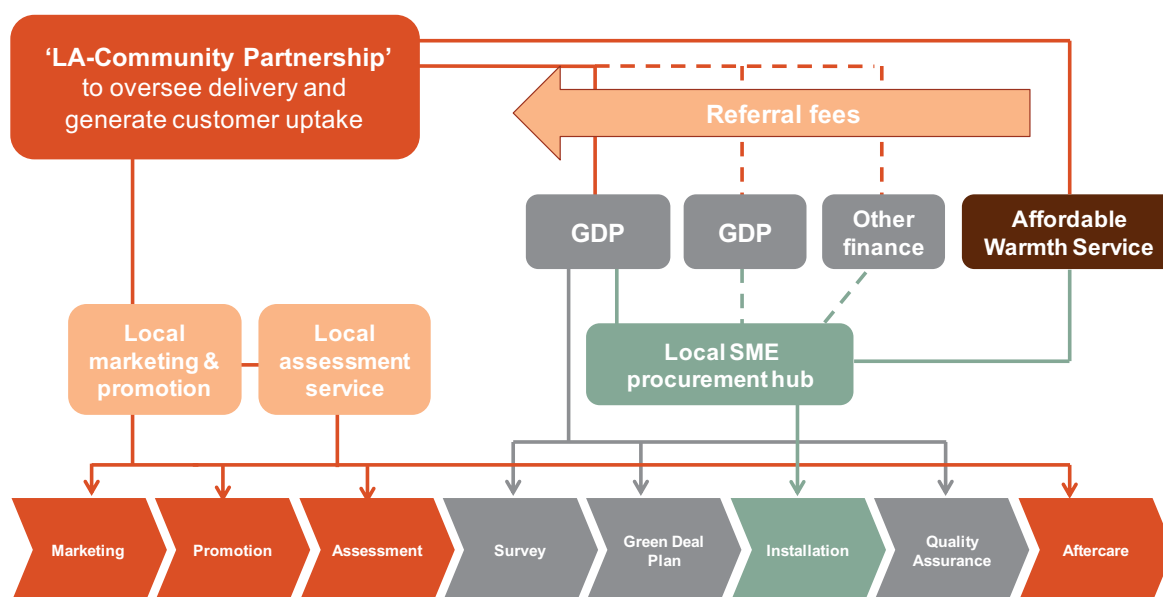 ‘LA-Community Partnership’
to oversee delivery and
generate customer uptake
Referral fees
GDP
GDP
Other
finance
Affordable
Warmth Service
Local
marketing &
promotion
Local
assessment
service
Local SME
procurement hub
Marketing
Promotion
Assessment
Survey
Green Deal
Plan
Installation
Quality
Assurance
Aftercare